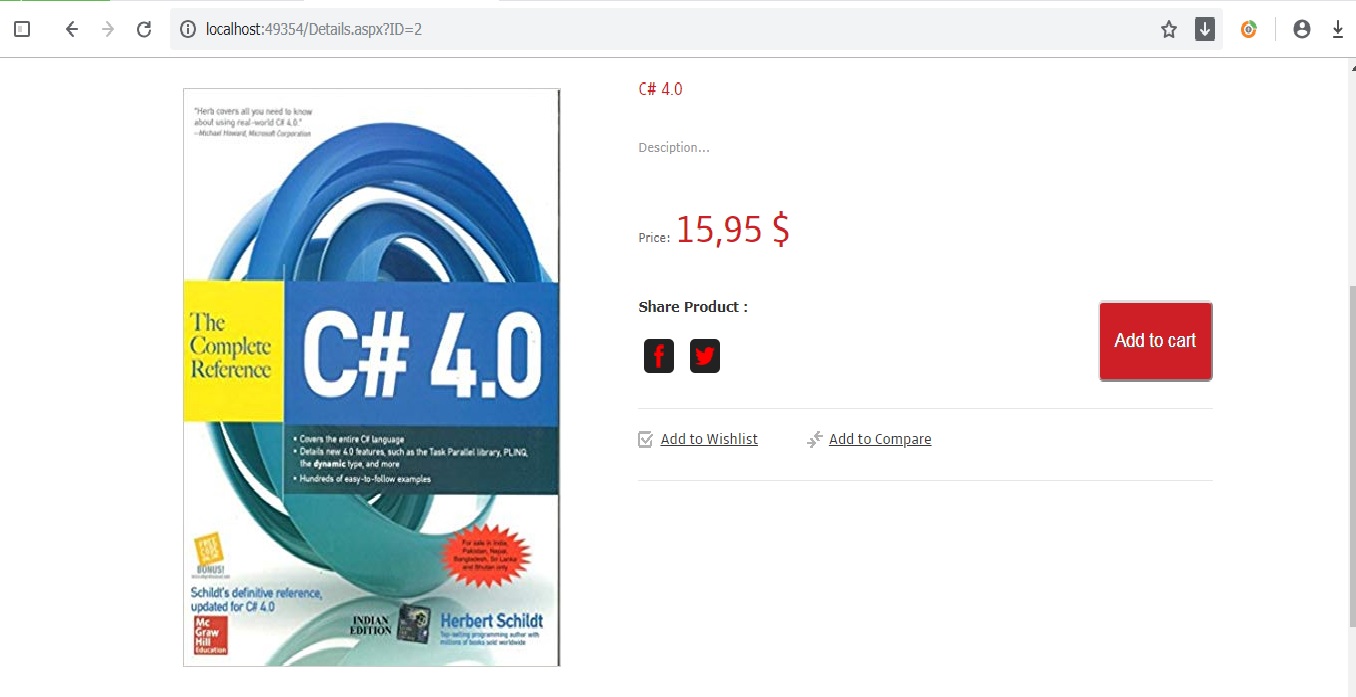 localhost:49354/Details.aspx?ID=2
"Herb covers all you need to know
about using real-world C# 4.0."
—Michael Howard, Microsoft Corporation
The
Complete
Reference
C# 4.0
• Covers the entire C# language
• Details new 4.0 features, such as the Task Parallel library, PLINQ,
the dynamic type, and more
• Hundreds of easy-to-follow examples
For sale in India,
Pakistan, Nepal,
Bangladesh, Sri Lanka
and Bhutan only
BONUS!
Schildt's definitive reference,
updated for C# 4.0
Mc
Graw
Hill
Education
INDIAN
EDITION
Herbert Schildt
Top-selling programming author with
millions of books sold worldwide
C# 4.0
Desciption...
Price: 15,95 $
Share Product :
Add to cart
Add to Wishlist
Add to Compare